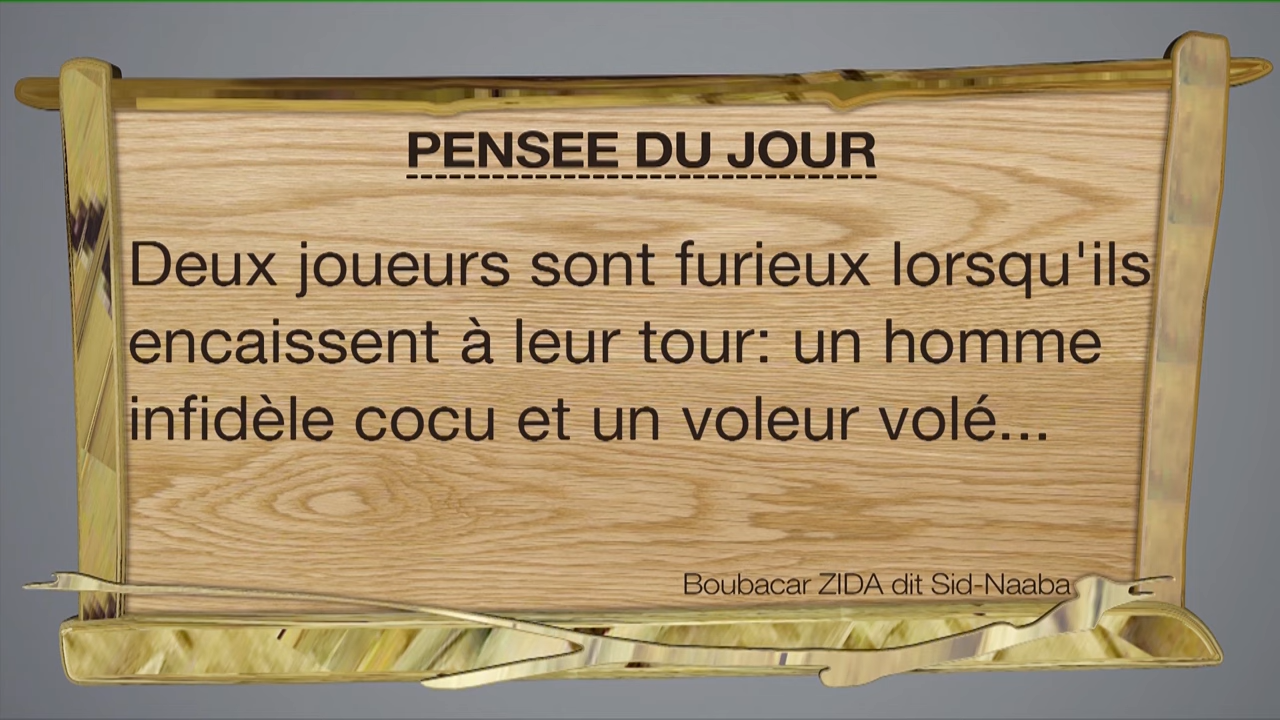 PENSEE DU JOUR
Deux joueurs sont furieux lorsqu'ils
encaissent à leur tour: un homme
infidèle cocu et un voleur volé...
Boubacar ZIDA dit Sid-Naaba